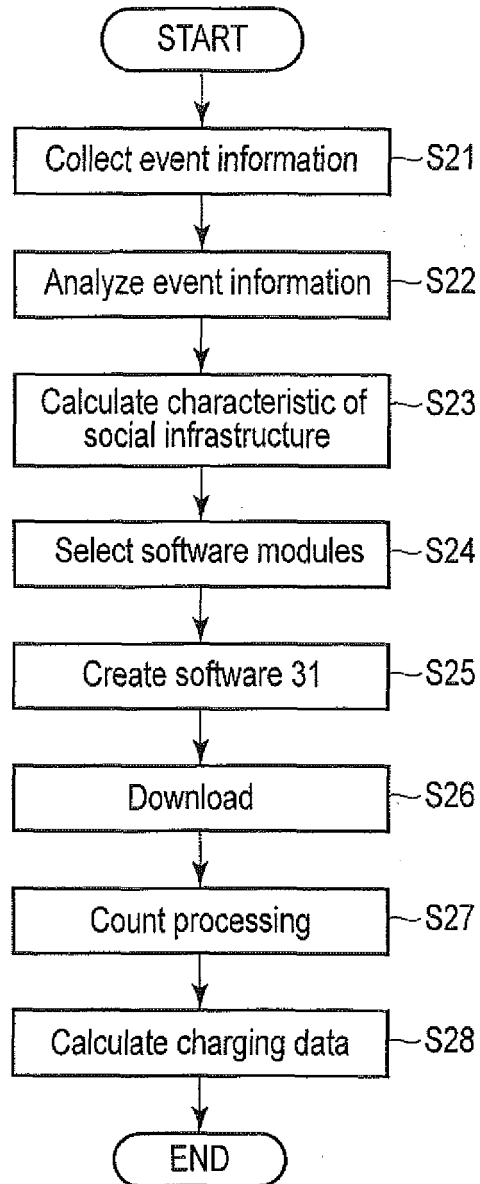 START
Collect event information
S21
Analyze event information
S22
Calculate characteristic of
social infrastructure
S23
Select software modules
S24
Create software 31
S25
Download
S26
Count processing
S27
Calculate charging data
S28
END